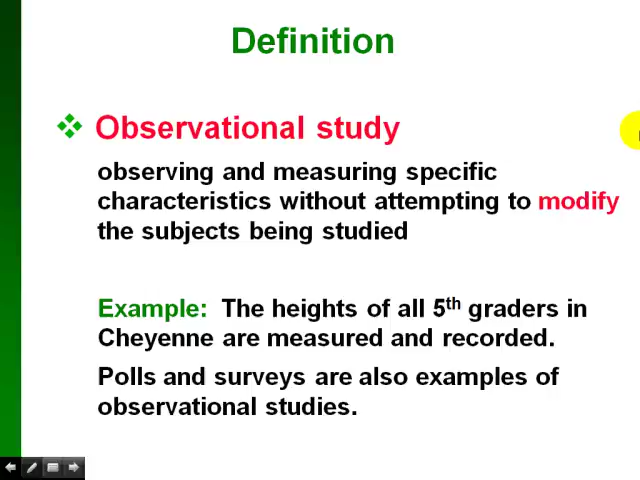 Definition
Observational study
observing and measuring specific
characteristics without attempting to modify
the subjects being studied
Example: The heights of all 5th graders in
Cheyenne are measured and recorded.
Polls and surveys are also examples of
observational studies.